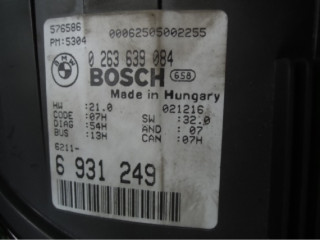 576586 00062505002255
PM:5304
0 263 639 084
BMW
BOSCH 658
Made in Hungary
HW :21.0 021216
CODE :07H SW :32.0
DIAG :54H AND : 07
BUS :13H CAN :07H
6211-
6 931 249